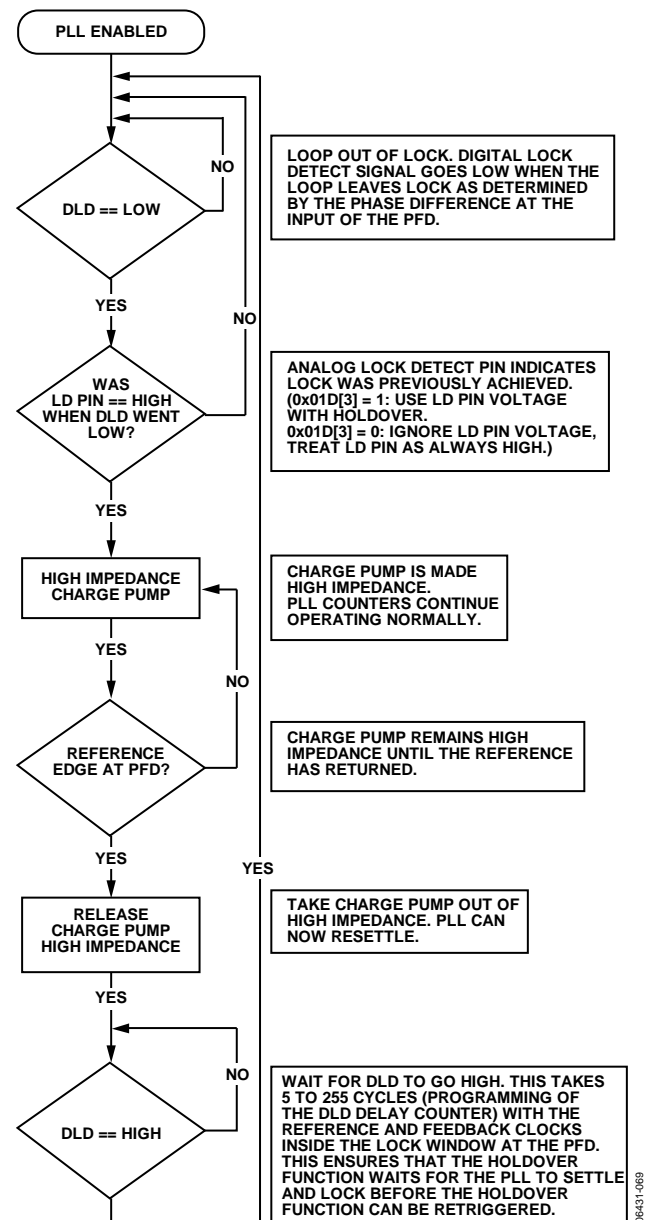 PLL ENABLED
NO
DLD == LOW
LOOP OUT OF LOCK. DIGITAL LOCK
DETECT SIGNAL GOES LOW WHEN THE
LOOP LEAVES LOCK AS DETERMINED
BY THE PHASE DIFFERENCE AT THE
INPUT OF THE PFD.
YES
NO
WAS
LD PIN == HIGH
WHEN DLD WENT
LOW?
ANALOG LOCK DETECT PIN INDICATES
LOCK WAS PREVIOUSLY ACHIEVED.
(0x01D[3] = 1: USE LD PIN VOLTAGE
WITH HOLDOVER.
0x01D[3] = 0: IGNORE LD PIN VOLTAGE,
TREAT LD PIN AS ALWAYS HIGH.)
YES
HIGH IMPEDANCE
CHARGE PUMP
CHARGE PUMP IS MADE
HIGH IMPEDANCE.
PLL COUNTERS CONTINUE
OPERATING NORMALLY.
YES
NO
REFERENCE
EDGE AT PFD?
CHARGE PUMP REMAINS HIGH
IMPEDANCE UNTIL THE REFERENCE
HAS RETURNED.
YES
YES
RELEASE
CHARGE PUMP
HIGH IMPEDANCE
TAKE CHARGE PUMP OUT OF
HIGH IMPEDANCE. PLL CAN
NOW RESETTLE.
YES
NO
DLD == HIGH
WAIT FOR DLD TO GO HIGH. THIS TAKES
5 TO 255 CYCLES (PROGRAMMING OF
THE DLD DELAY COUNTER) WITH THE
REFERENCE AND FEEDBACK CLOCKS
INSIDE THE LOCK WINDOW AT THE PFD.
THIS ENSURES THAT THE HOLDOVER
FUNCTION WAITS FOR THE PLL TO SETTLE
AND LOCK BEFORE THE HOLDOVER
FUNCTION CAN BE RETRIGGERED.
06431-069